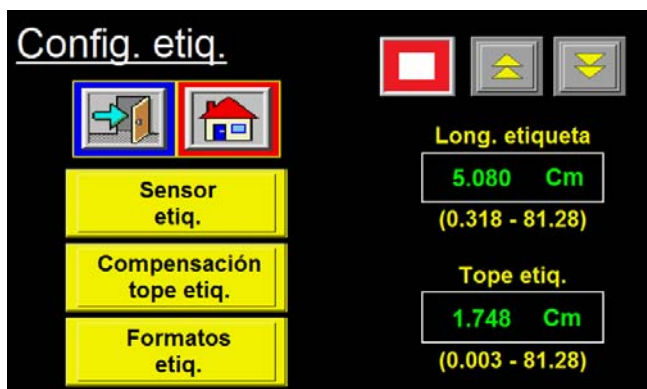 Config. etiq.
Sensor
etiq.
Compensación
tope etiq.
Formatos
etiq.
Long. etiqueta
5.080 Cm
(0.318 - 81.28)
Tope etiq.
1.748 Cm
(0.003 - 81.28)